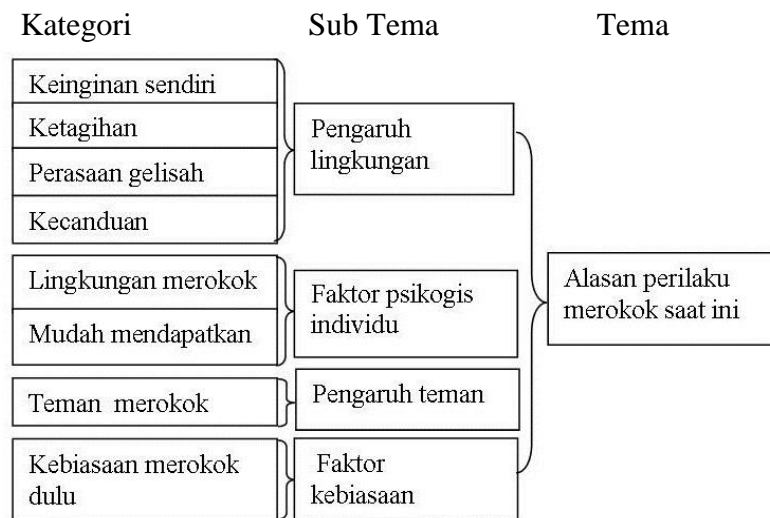 Kategori Sub Tema Tema
Keinginan sendiri
Ketagihan
Perasaan gelisah
Kecanduan
Pengaruh
lingkungan
Lingkungan merokok
Mudah mendapatkan
Faktor psikogis
individu
Teman merokok
Pengaruh teman
Kebiasaan merokok
dulu
Faktor
kebiasaan
Alasan perilaku
merokok saat ini